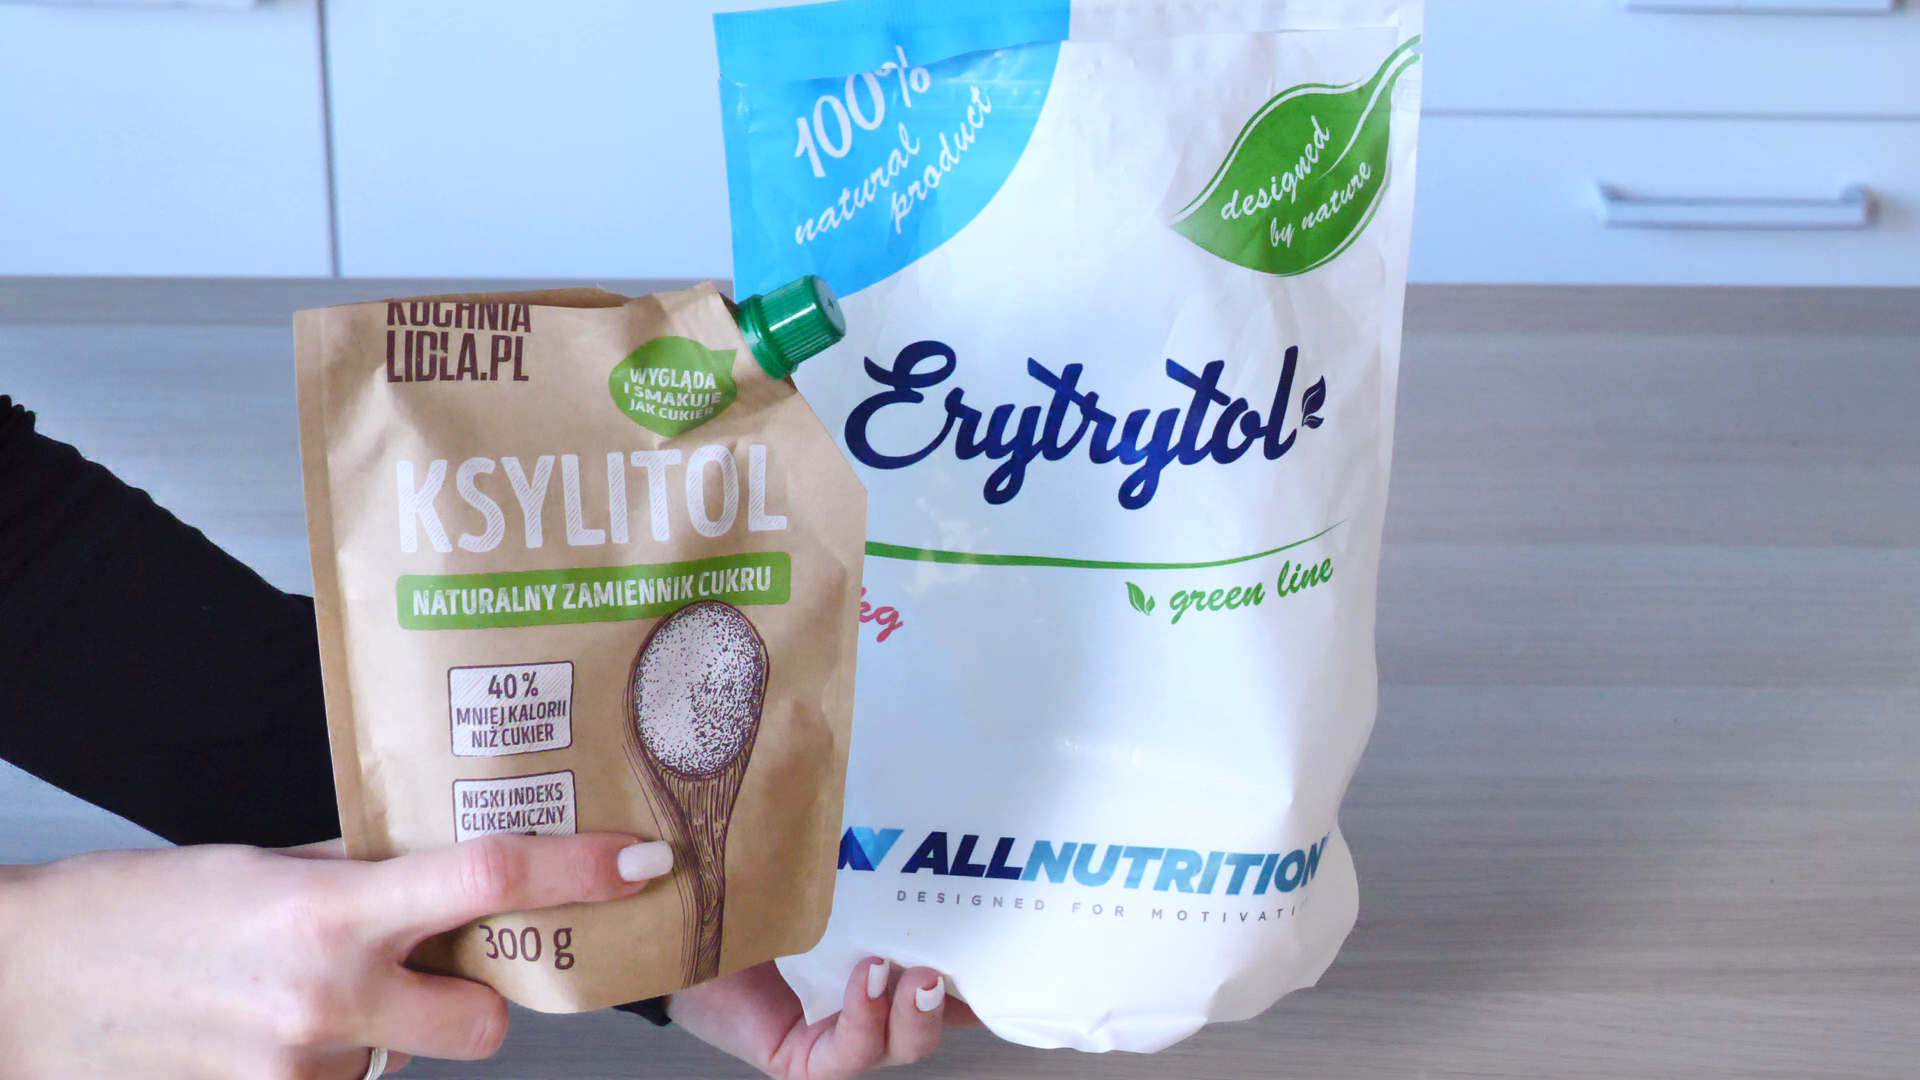 KUCHNIA
LIDLA.PL
WYGLĄDA
I SMAKUJE
JAK CUKIER
KSYLITOL
NATURALNY ZAMIENNIK CUKRU
40%
MNIEJ KALORII
NIŻ CUKIER
NISKI INDEKS
GLIKEMICZNY
300 g
100%
natural
product
designed
by nature
Erytrytol
kg
green line
ALLNUTRITION
DESIGNED FOR MOTIVATI